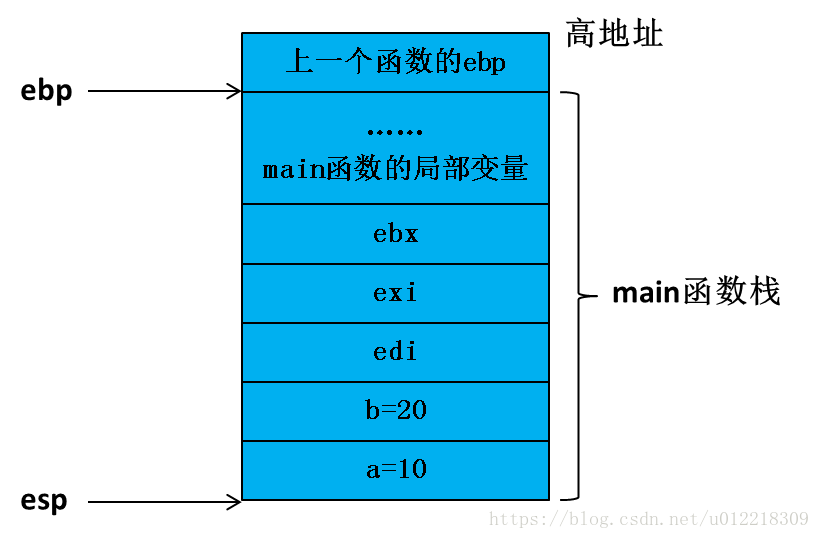 高地址
上一个函数的ebp
ebp
......
main函数的局部变量
ebx
exi
main函数栈
edi
b=20
a=10
esp
https://blog.csdn.net/u012218309